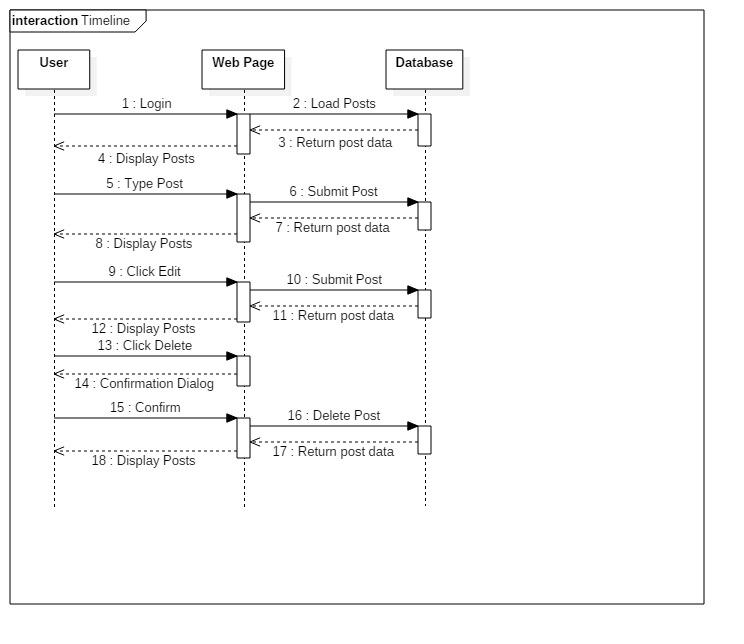 interaction Timeline
User
Web Page
Database
1 : Login
2 : Load Posts
3 : Return post data
4 : Display Posts
5 : Type Post
6 : Submit Post
7 : Return post data
8 : Display Posts
9 : Click Edit
10 : Submit Post
11 : Return post data
12 : Display Posts
13 : Click Delete
14 : Confirmation Dialog
15 : Confirm
16 : Delete Post
17 : Return post data
18 : Display Posts